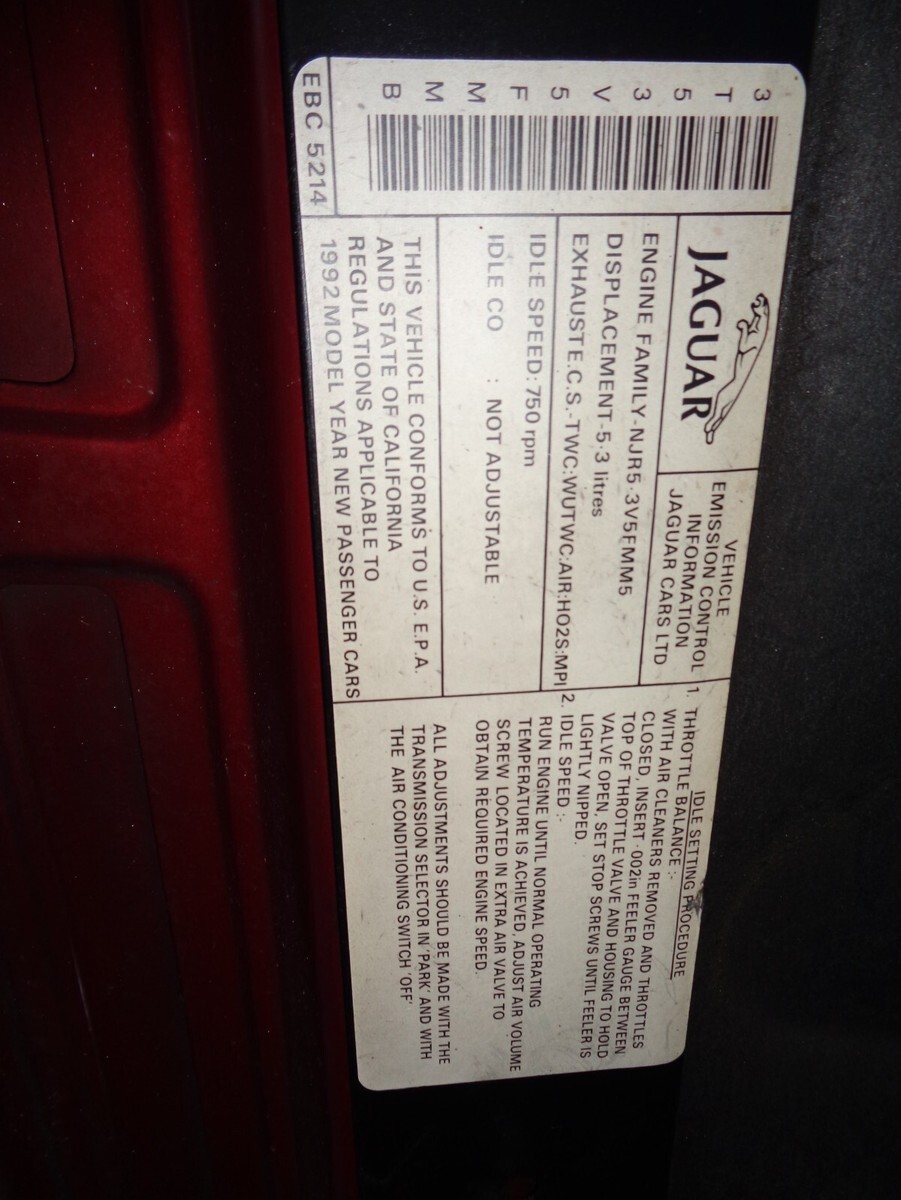 3T53V5FMMB
EBC 5214
JAGUAR
VEHICLE
EMISSION CONTROL
INFORMATION
JAGUAR CARS LTD
ENGINE FAMILY-NJR5·3V5FMM5
DISPLACEMENT-5·3 litres
EXHAUST E.C.S.-TWC:WUTWC:AIR:HO2S:MPI
IDLE SPEED: 750 rpm
IDLE CO : NOT ADJUSTABLE
THIS VEHICLE CONFORMS TO U.S. E.P.A.
AND STATE OF CALIFORNIA
REGULATIONS APPLICABLE TO
1992 MODEL YEAR NEW PASSENGER CARS
IDLE SETTING PROCEDURE
1. THROTTLE BALANCE :-
WITH AIR CLEANERS REMOVED AND THROTTLES
CLOSED, INSERT ·002in FEELER GAUGE BETWEEN
TOP OF THROTTLE VALVE AND HOUSING TO HOLD
VALVE OPEN, SET STOP SCREWS UNTIL FEELER IS
LIGHTLY NIPPED.
2. IDLE SPEED :-
RUN ENGINE UNTIL NORMAL OPERATING
TEMPERATURE IS ACHIEVED, ADJUST AIR VOLUME
SCREW LOCATED IN EXTRA AIR VALVE TO
OBTAIN REQUIRED ENGINE SPEED.
ALL ADJUSTMENTS SHOULD BE MADE WITH THE
TRANSMISSION SELECTOR IN 'PARK' AND WITH
THE AIR CONDITIONING SWITCH 'OFF'